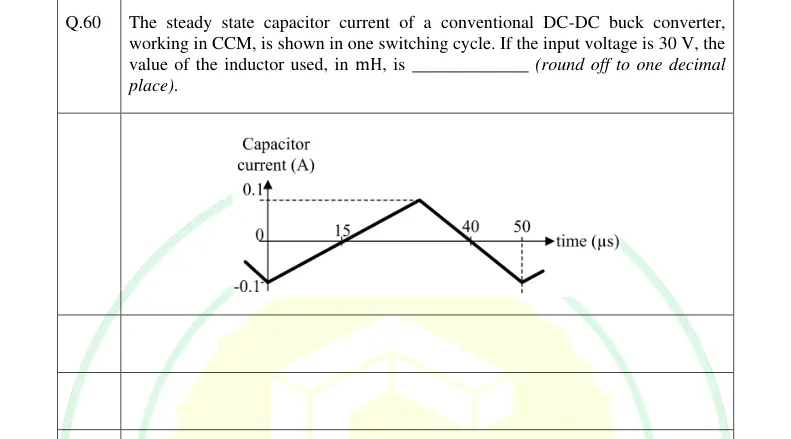 Q.60
The steady state capacitor current of a conventional DC-DC buck converter,
working in CCM, is shown in one switching cycle. If the input voltage is 30 V, the
value of the inductor used, in mH, is _____________ (round off to one decimal
place).
Capacitor
current (A)
0.1
0
15
40
50
time (µs)
-0.1